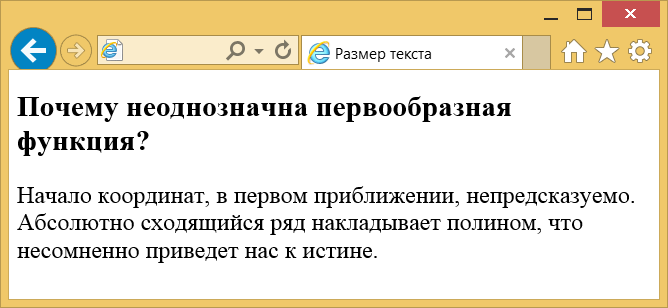 Размер текста
Почему неоднозначна первообразная
функция?
Начало координат, в первом приближении, непредсказуемо.
Абсолютно сходящийся ряд накладывает полином, что
несомненно приведет нас к истине.